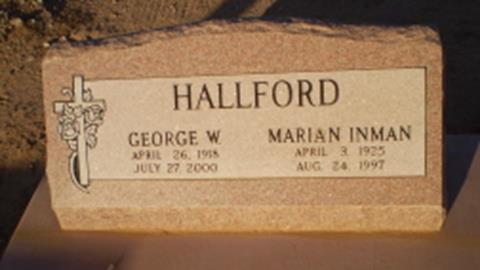 HALLFORD
GEORGE W.
APRIL 26, 1918
JULY 27, 2000
MARIAN INMAN
APRIL 3, 1925
AUG. 24, 1997